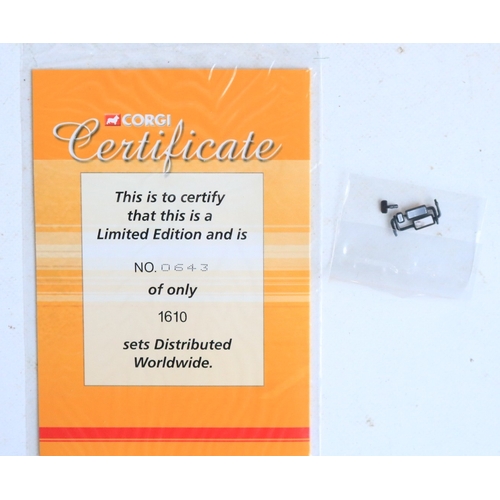 CORGI
Certificate
This is to certify
that this is a
Limited Edition and is
NO. 0643
of only
1610
sets Distributed
Worldwide.